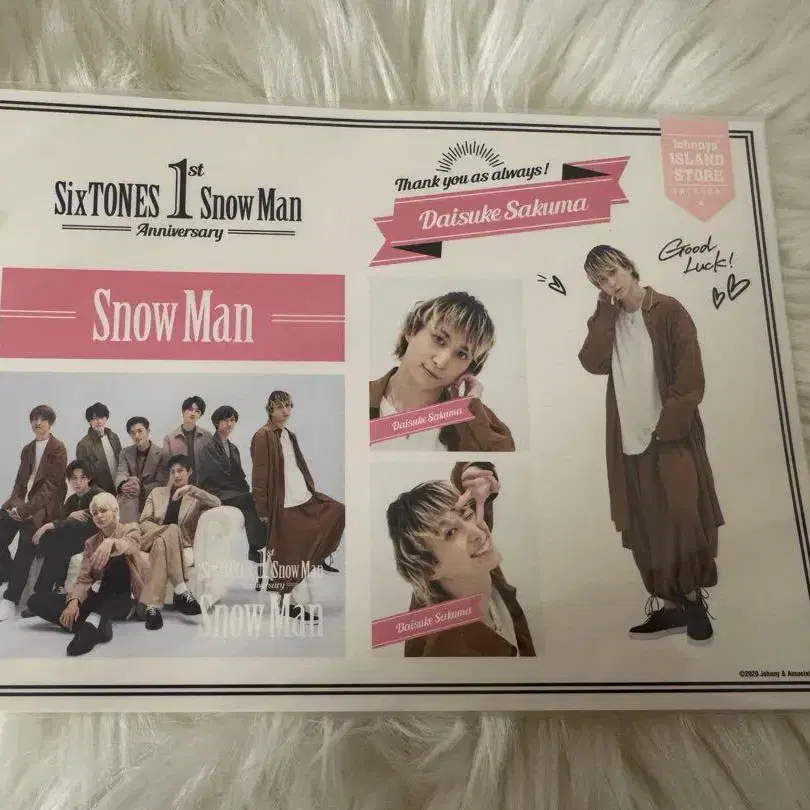 SixTONES 1st Snow Man
Anniversary
Thank you as always!
Daisuke Sakuma
Johnnys'
ISLAND
STORE
Good
Luck!
Snow Man
Daisuke Sakuma
Daisuke Sakuma
SixTONES 1st Snow Man
Anniversary
Snow Man
©2020 Johnny & Associa